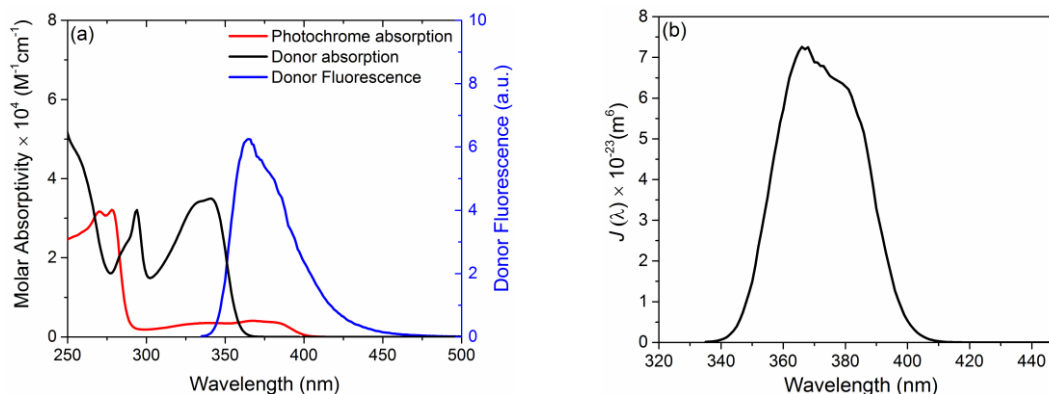 (a)
Photochrome absorption
Donor absorption
Donor Fluorescence
Molar Absorptivity × 10⁴ (M⁻¹cm⁻¹)
8
6
4
2
0
250 300 350 400 450 500
Wavelength (nm)
10
8
6
4
2
0
Donor Fluorescence (a.u.)
(b)
J (λ) × 10⁻²³(m⁶)
8
7
6
5
4
3
2
1
0
320 340 360 380 400 420 440
Wavelength (nm)